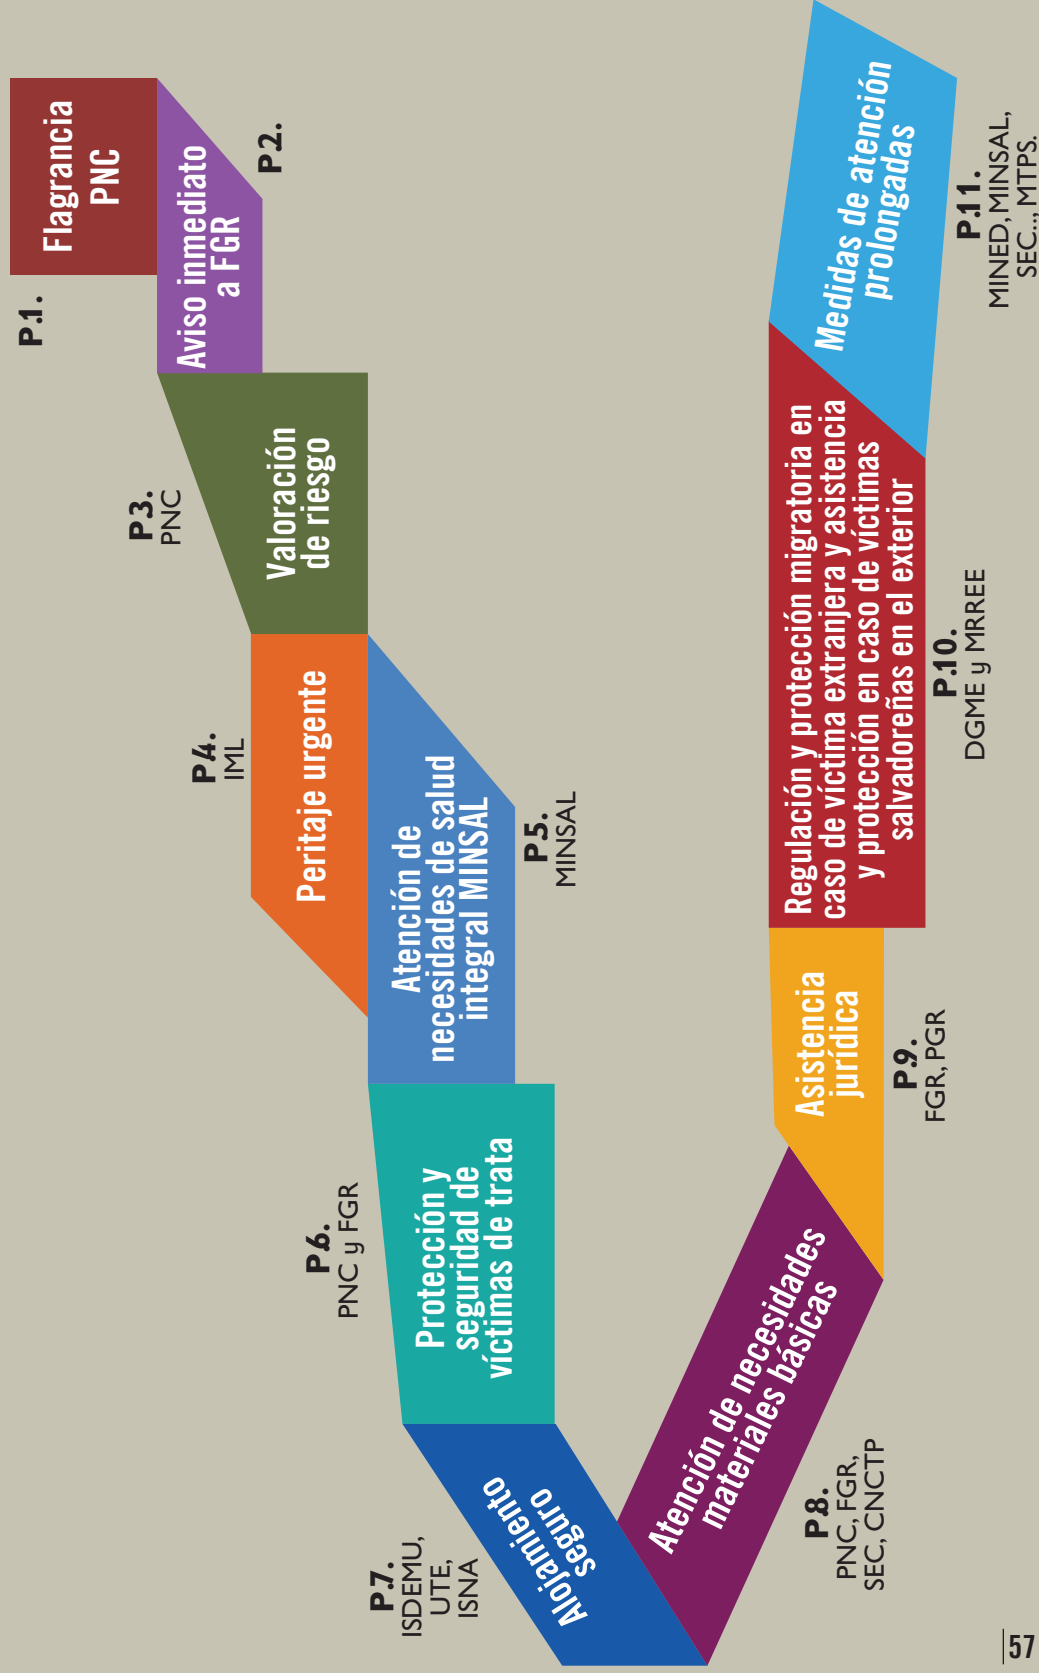 P.1.
Flagrancia
PNC
Aviso inmediato
a FGR
P.2.
P.3.
PNC
Valoración
de riesgo
P.4.
IML
Peritaje urgente
Atención de
necesidades de salud
integral MINSAL
P.5.
MINSAL
P.6.
PNC y FGR
Protección y
seguridad de
víctimas de trata
P.7.
ISDEMU,
UTE,
ISNA
Alojamiento
seguro
Atención de necesidades
materiales básicas
P.8.
PNC, FGR,
SEC, CNCTP
Asistencia
jurídica
P.9.
FGR, PGR
Regulación y protección migratoria en
caso de víctima extranjera y asistencia
y protección en caso de víctimas
salvadoreñas en el exterior
P.10.
DGME y MRREE
Medidas de atención
prolongadas
P.11.
MINED, MINSAL,
SEC.., MTPS.
57